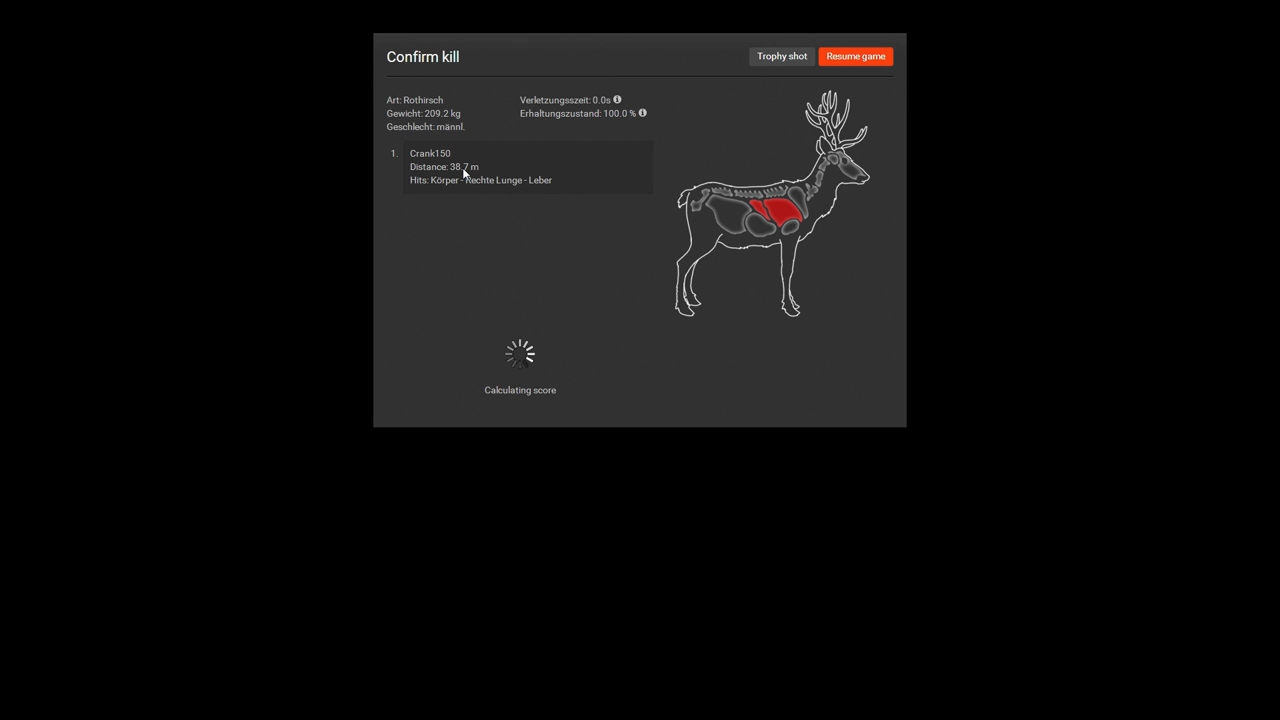 Confirm kill
Trophy shot
Resume game
Art: Rothirsch
Gewicht: 209.2 kg
Geschlecht: männl.
Verletzungsszeit: 0.0s
Erhaltungszustand: 100.0 %
1.
Crank150
Distance: 38.7 m
Hits: Körper - Rechte Lunge - Leber
Calculating score